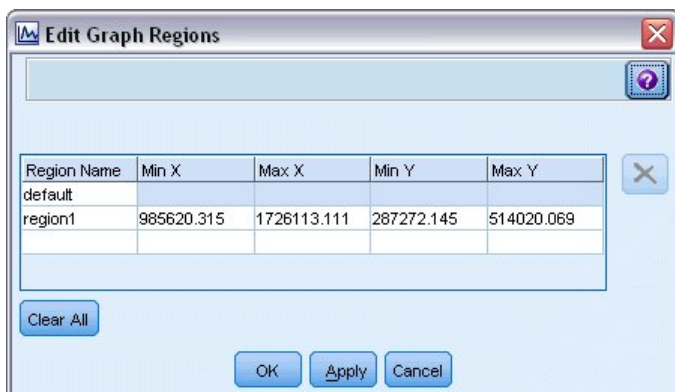 Edit Graph Regions
?
Region Name Min X Max X Min Y Max Y
default
region1 985620.315 1726113.111 287272.145 514020.069
Clear All
OK Apply Cancel